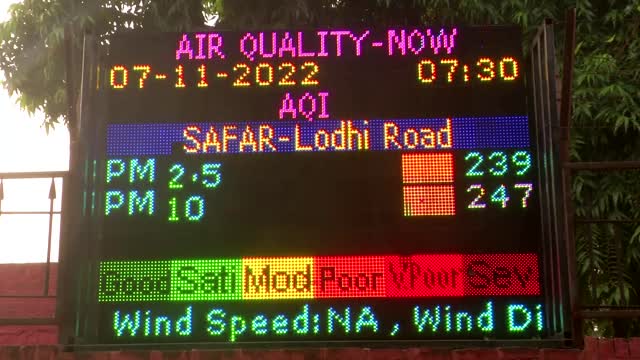 AIR QUALITY-NOW
07-11-2022 07:30
AQI
SAFAR-Lodhi Road
PM 2.5 239
PM 10 247
Good Sati Mod Poor V.Poor Sev
Wind Speed:NA , Wind Di